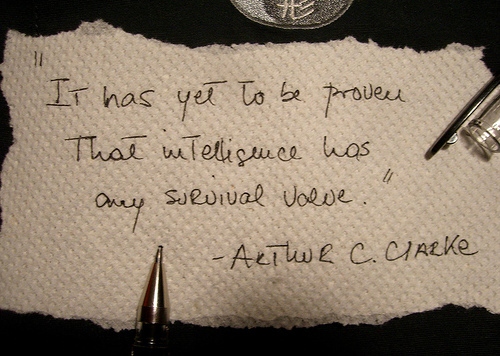 "It has yet to be proven
That intelligence has
any survival value."
-Arthur C. Clarke